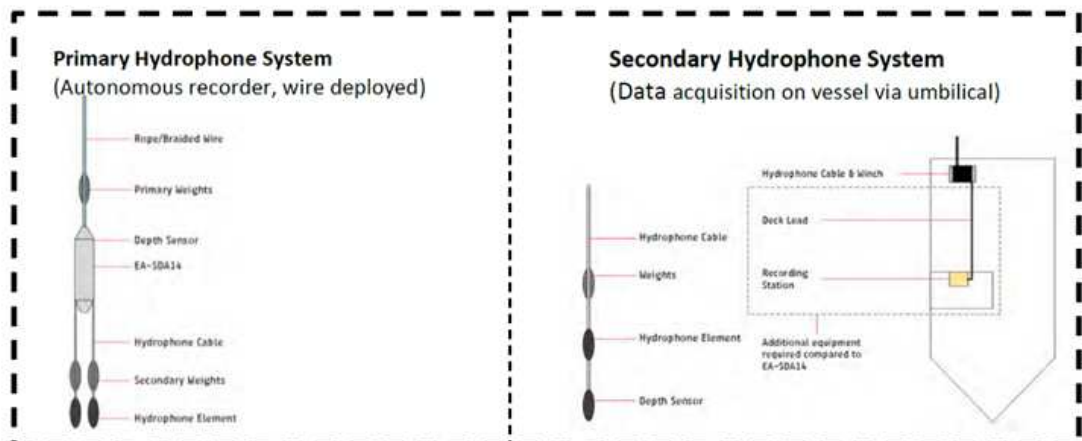 Primary Hydrophone System
(Autonomous recorder, wire deployed)
Rope/Braided Wire
Primary Weights
Depth Sensor
EA-SDA14
Hydrophone Cable
Secondary Weights
Hydrophone Element
Secondary Hydrophone System
(Data acquisition on vessel via umbilical)
Hydrophone Cable
Weights
Hydrophone Element
Depth Sensor
Hydrophone Cable & Winch
Deck Lead
Recording
Station
Additional equipment
required compared to
EA-SDA14